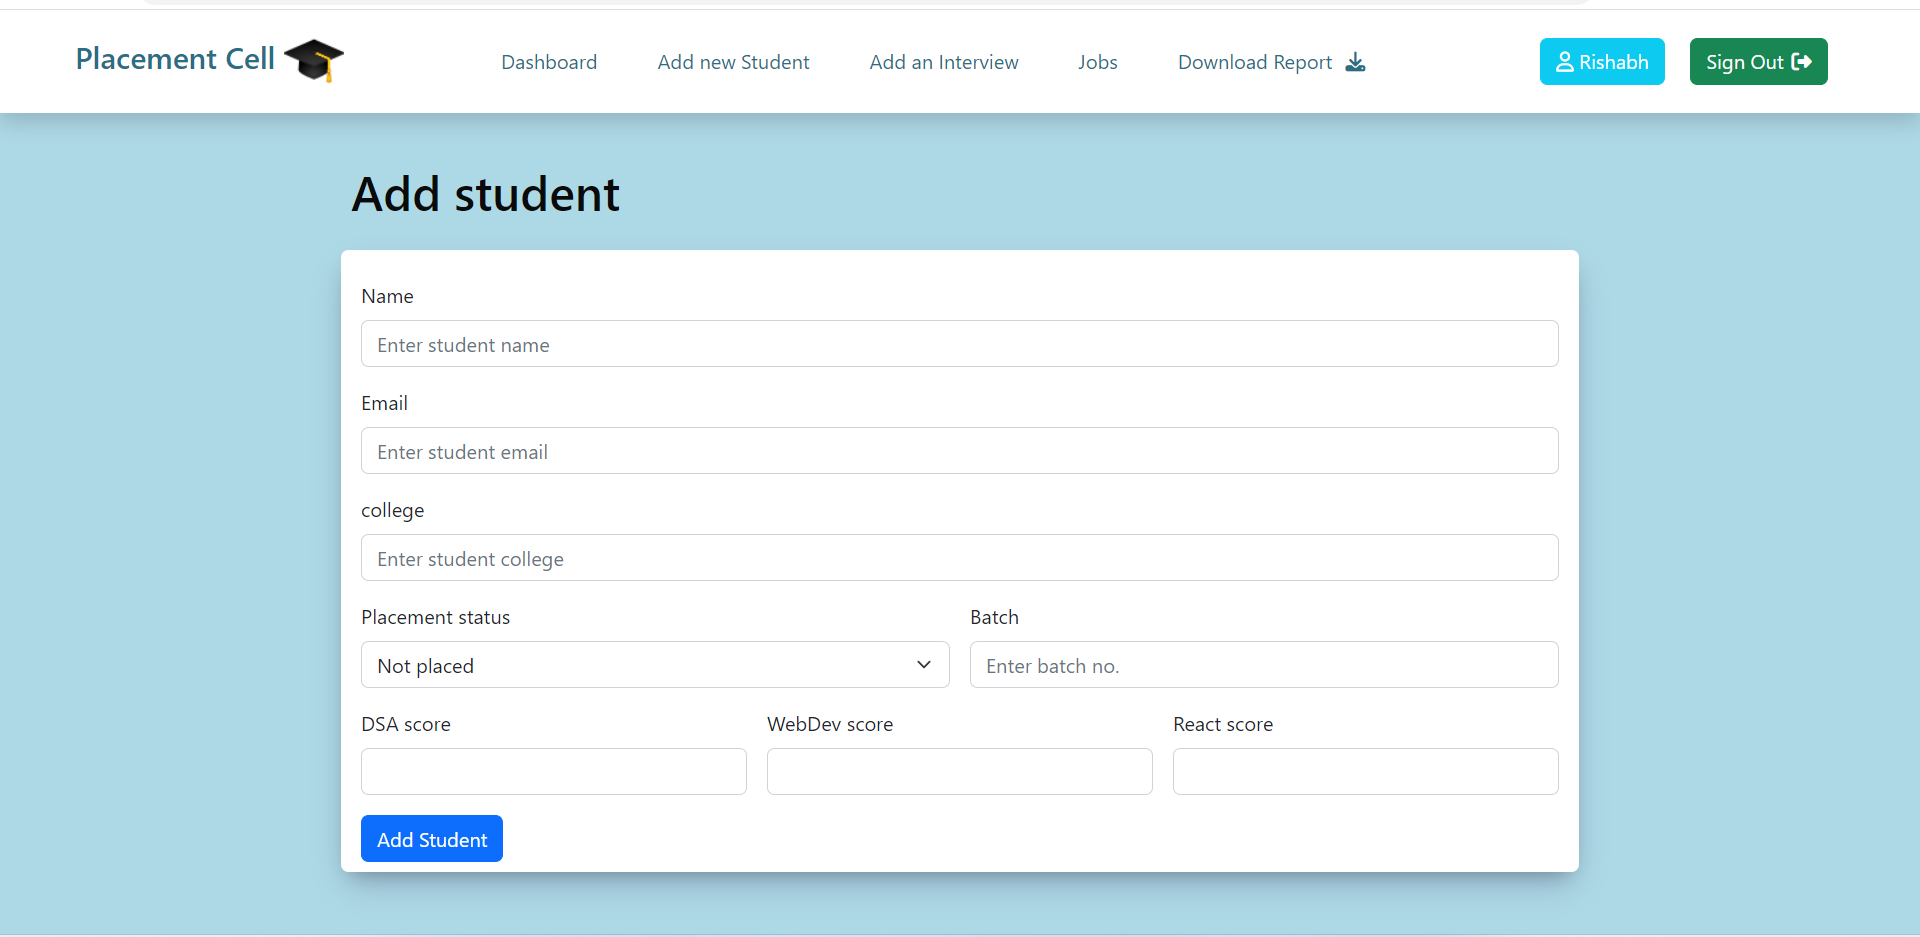 Placement Cell
Dashboard Add new Student Add an Interview Jobs Download Report Rishabh Sign Out
Add student
Name
Enter student name
Email
Enter student email
college
Enter student college
Placement status Batch
Not placed Enter batch no.
DSA score WebDev score React score
Add Student